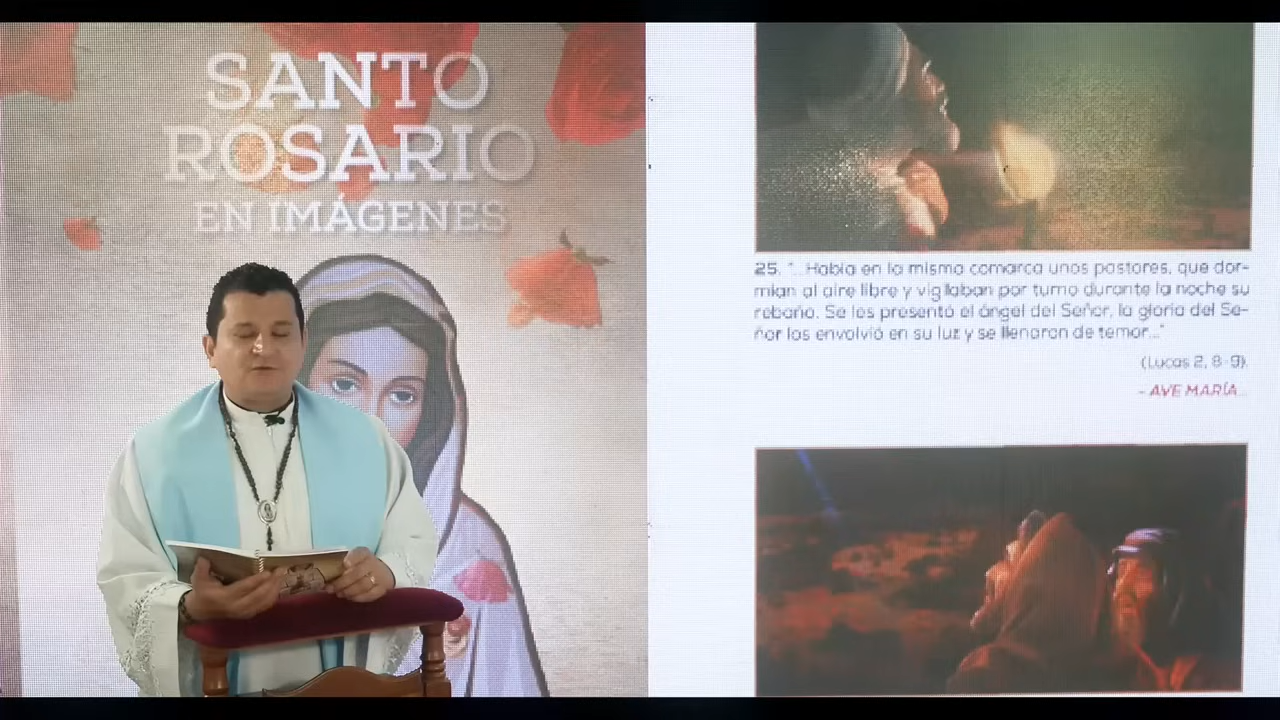 SANTO
ROSARIO
EN IMÁGENES
25. "...Había en la misma comarca unos pastores, que dor-
mían al aire libre y vigilaban por turno durante la noche su
rebaño. Se les presentó el ángel del Señor, la gloria del Se-
ñor los envolvió en su luz y se llenaron de temor..."
(Lucas 2, 8-9).
- AVE MARÍA...